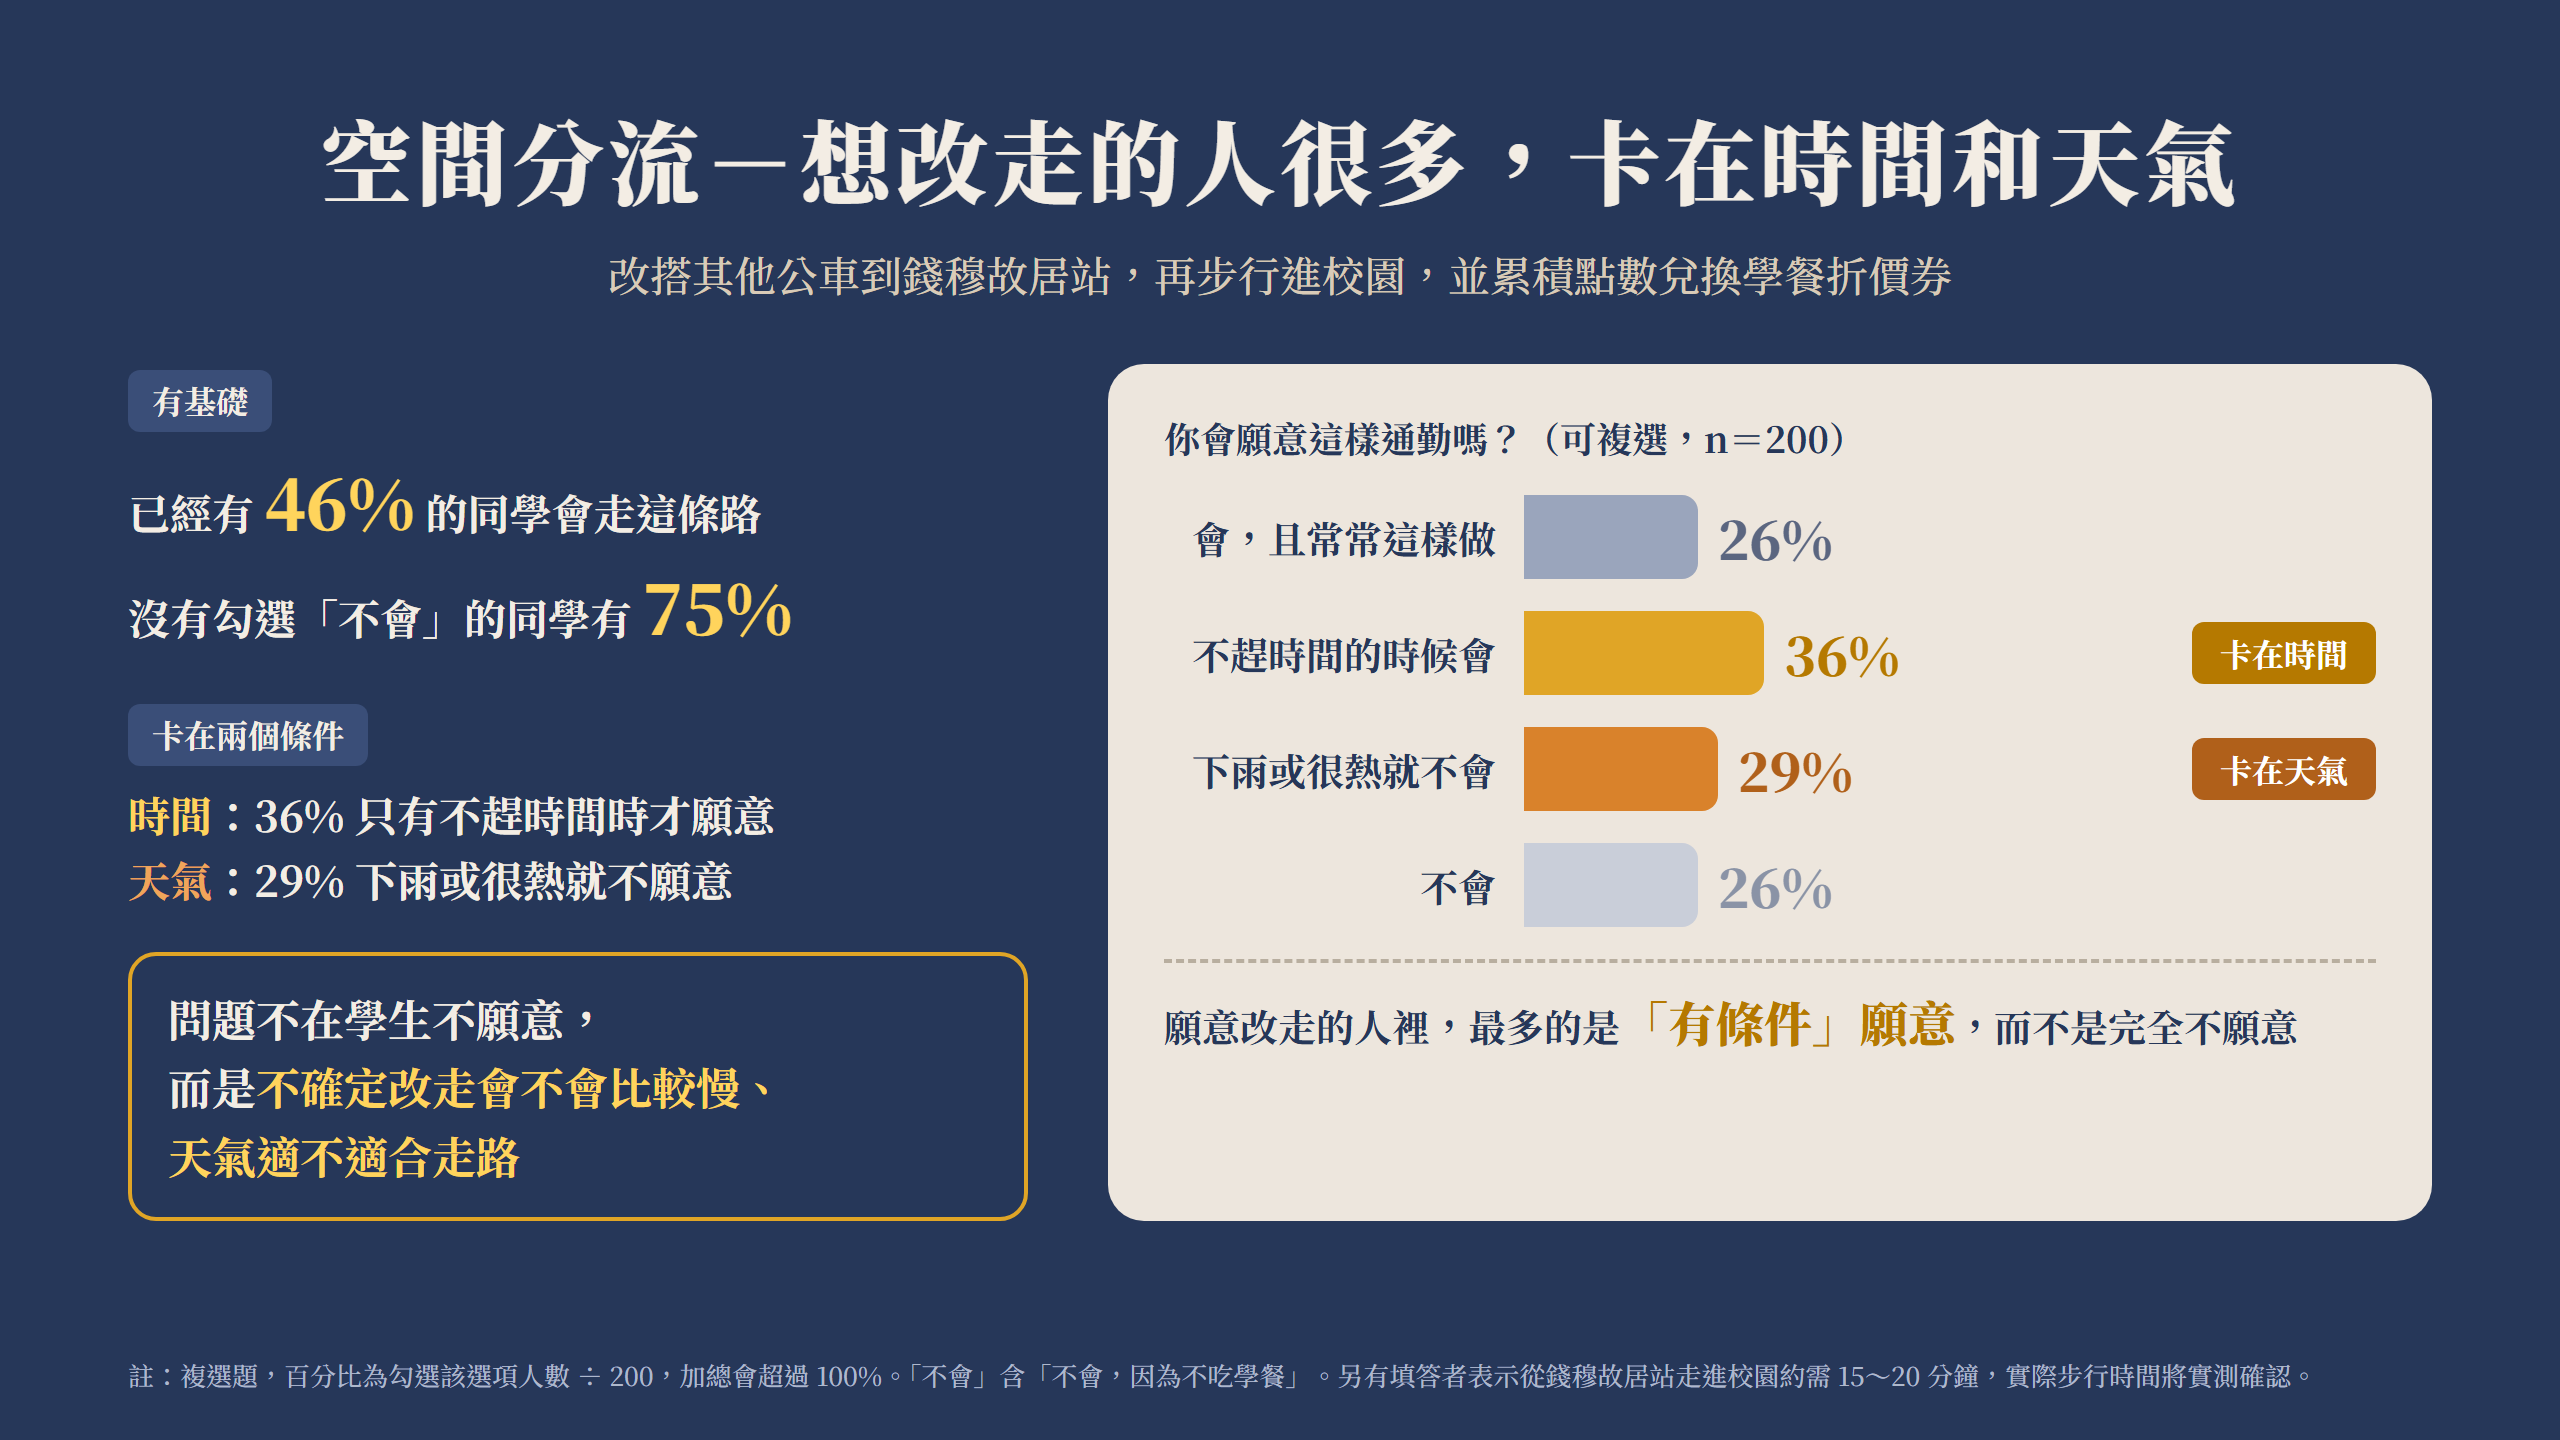 空間分流－想改走的人很多，卡在時間和天氣
改搭其他公車到錢穆故居站，再步行進校園，並累積點數兌換學餐折價券
有基礎
已經有 46% 的同學會走這條路
沒有勾選「不會」的同學有 75%
卡在兩個條件
時間：36% 只有不趕時間時才願意
天氣：29% 下雨或很熱就不願意
問題不在學生不願意，
而是不確定改走會不會比較慢、
天氣適不適合走路
你會願意這樣通勤嗎？（可複選，n＝200）
會，且常常這樣做 26%
不趕時間的時候會 36% 卡在時間
下雨或很熱就不會 29% 卡在天氣
不會 26%
願意改走的人裡，最多的是「有條件」願意，而不是完全不願意
註：複選題，百分比為勾選該選項人數 ÷ 200，加總會超過 100%。「不會」含「不會，因為不吃學餐」。另有填答者表示從錢穆故居站走進校園約需 15～20 分鐘，實際步行時間將實測確認。